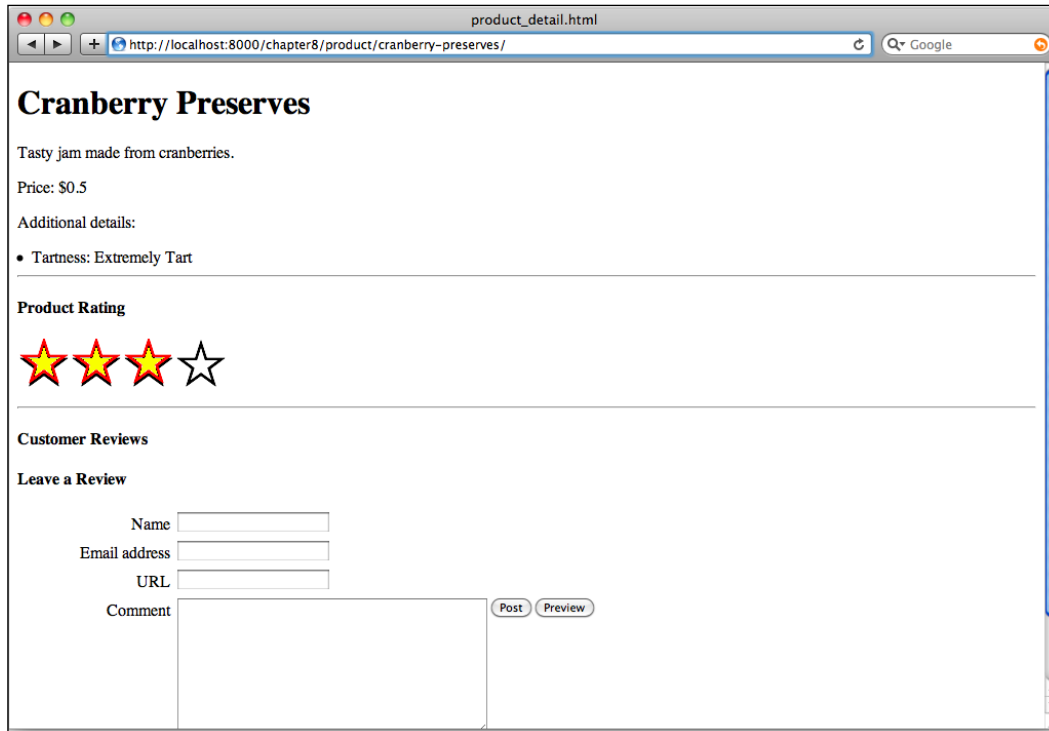 product_detail.html
http://localhost:8000/chapter8/product/cranberry-preserves/
Google
Cranberry Preserves
Tasty jam made from cranberries.
Price: $0.5
Additional details:
• Tartness: Extremely Tart
Product Rating
Customer Reviews
Leave a Review
Name
Email address
URL
Comment
Post Preview